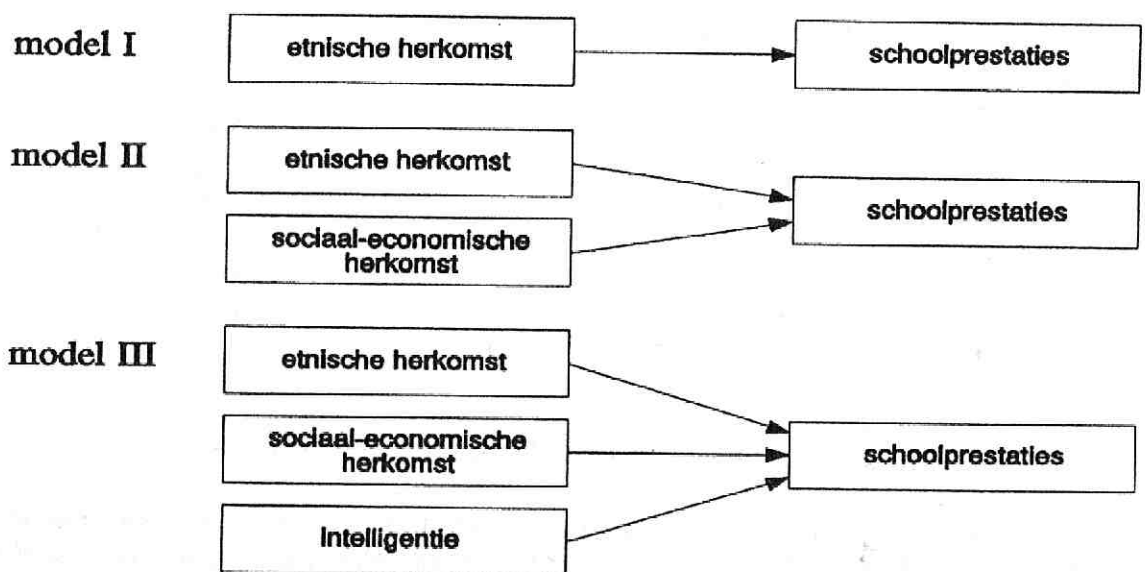 model I
etnische herkomst
schoolprestaties
model II
etnische herkomst
sociaal-economische
herkomst
schoolprestaties
model III
etnische herkomst
sociaal-economische
herkomst
Intelligentie
schoolprestaties